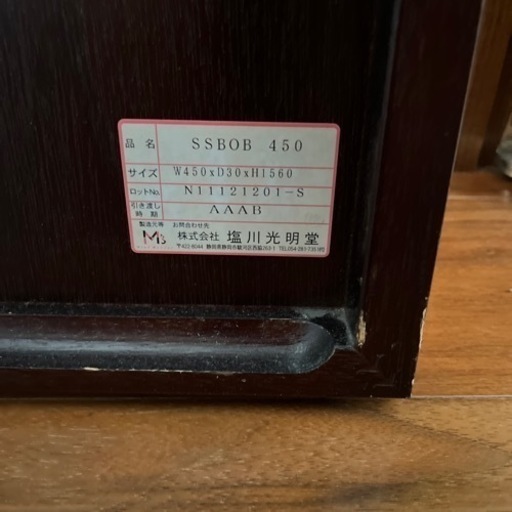 品名 SSBOB 450
サイズ W450xD30xH1560
ロットNo. N11121201-S
引き渡し時期 AAAB
製造元等 お問合わせ先
株式会社 塩川光明堂